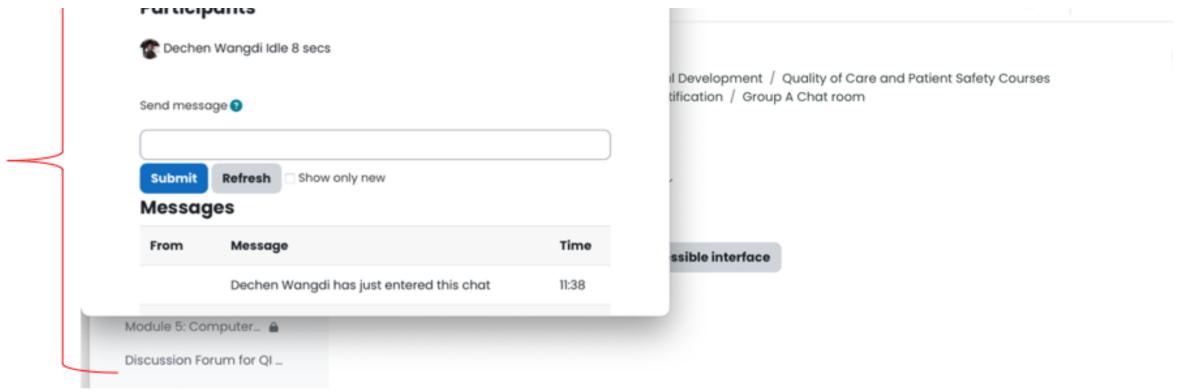 Participants
Dechen Wangdi Idle 8 secs
Send message
Submit Refresh Show only new
Messages
From Message Time
Dechen Wangdi has just entered this chat 11:38
l Development / Quality of Care and Patient Safety Courses
tification / Group A Chat room
ssible interface
Module 5: Computer...
Discussion Forum for QI ...